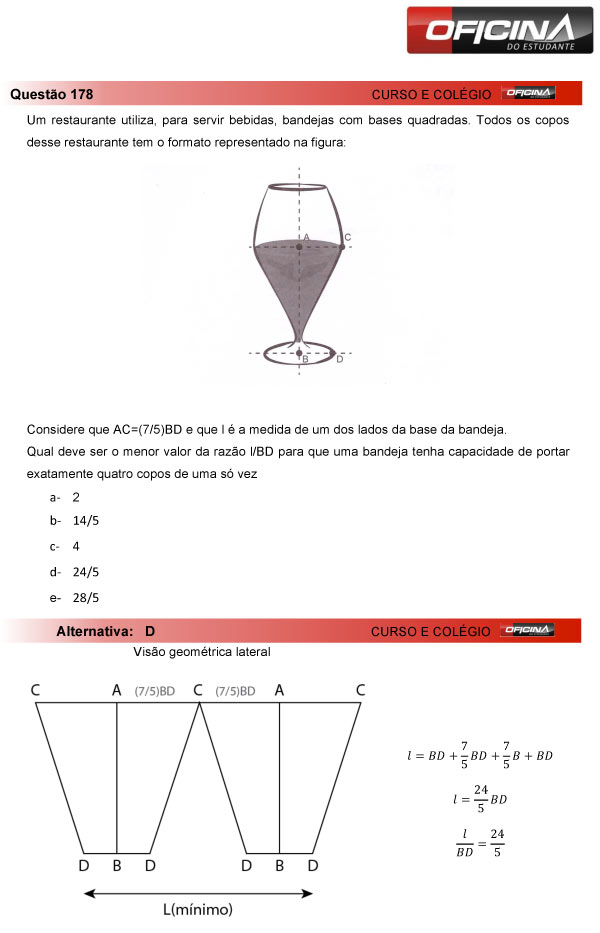 OFICINA
DO ESTUDANTE
Questão 178 CURSO E COLÉGIO OFICINA
Um restaurante utiliza, para servir bebidas, bandejas com bases quadradas. Todos os copos
desse restaurante tem o formato representado na figura:
A C
B D
Considere que AC=(7/5)BD e que l é a medida de um dos lados da base da bandeja.
Qual deve ser o menor valor da razão l/BD para que uma bandeja tenha capacidade de portar
exatamente quatro copos de uma só vez
a- 2
b- 14/5
c- 4
d- 24/5
e- 28/5
Alternativa: D CURSO E COLÉGIO OFICINA
Visão geométrica lateral
C A (7/5)BD C (7/5)BD A C
l = BD + 7/5 BD + 7/5 B + BD
l = 24/5 BD
l/BD = 24/5
D B D D B D
L(mínimo)